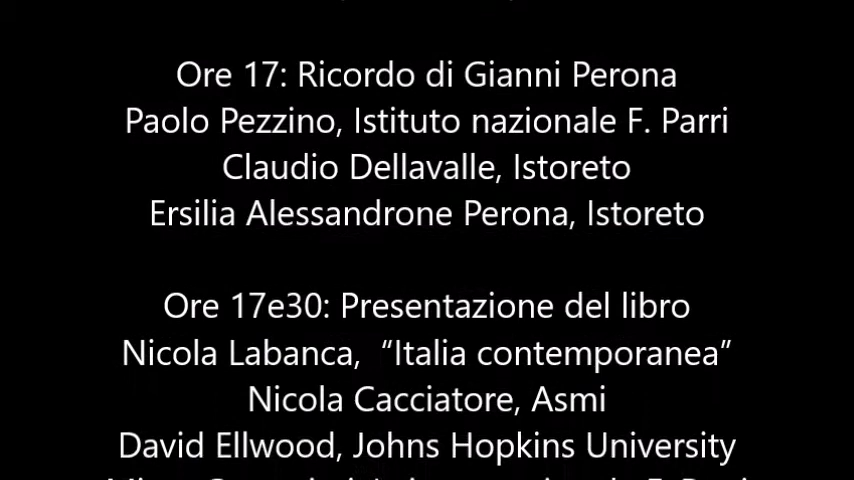 Ore 17: Ricordo di Gianni Perona
Paolo Pezzino, Istituto nazionale F. Parri
Claudio Dellavalle, Istoreto
Ersilia Alessandrone Perona, Istoreto
Ore 17e30: Presentazione del libro
Nicola Labanca, “Italia contemporanea”
Nicola Cacciatore, Asmi
David Ellwood, Johns Hopkins University